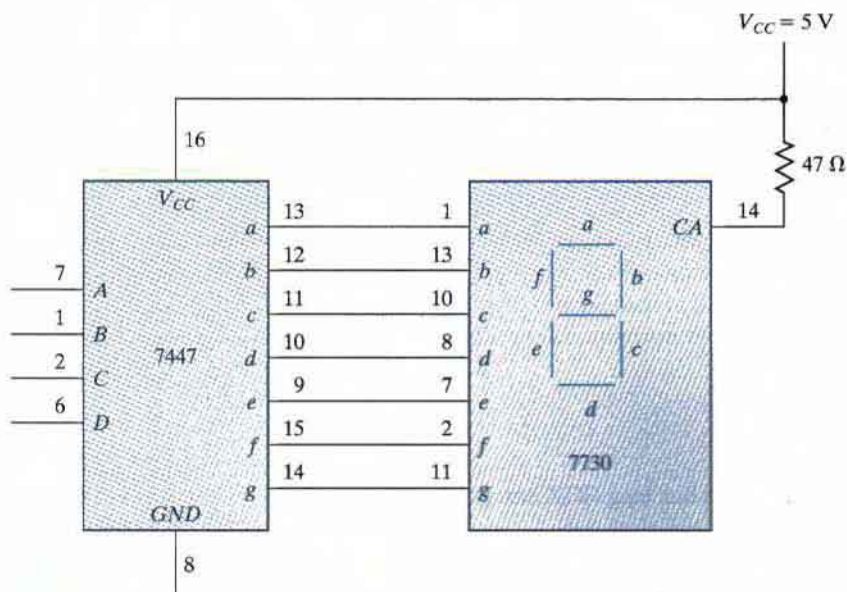 V_CC = 5 V
16
47 Ω
V_CC
a 13 1 a
a
CA 14
b 12 13 b
f b
7 A
c 11 10 c
g
1 B
7447
d 10 8 d
e c
2 C
e 9 7 e
d
6 D
f 15 2 f
7730
g 14 11 g
GND
8